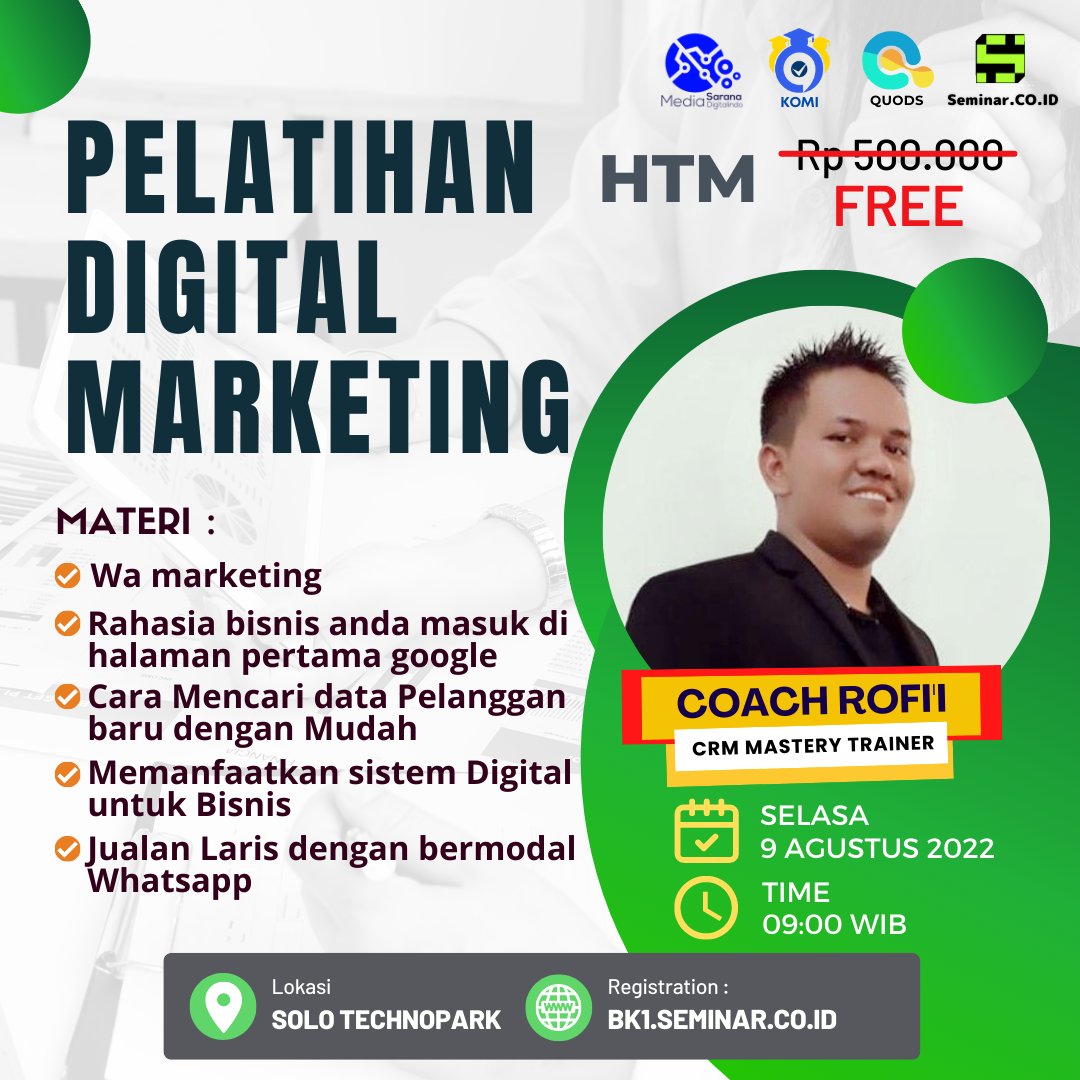 Media Sarana
Digitalindo
KOMI
QUODS
Seminar.CO.ID
PELATIHAN
DIGITAL
MARKETING
HTM
Rp 500.000
FREE
MATERI :
Wa marketing
Rahasia bisnis anda masuk di
halaman pertama google
Cara Mencari data Pelanggan
baru dengan Mudah
Memanfaatkan sistem Digital
untuk Bisnis
Jualan Laris dengan bermodal
Whatsapp
COACH ROFI'I
CRM MASTERY TRAINER
SELASA
9 AGUSTUS 2022
TIME
09:00 WIB
Lokasi
SOLO TECHNOPARK
www
Registration :
BK1.SEMINAR.CO.ID